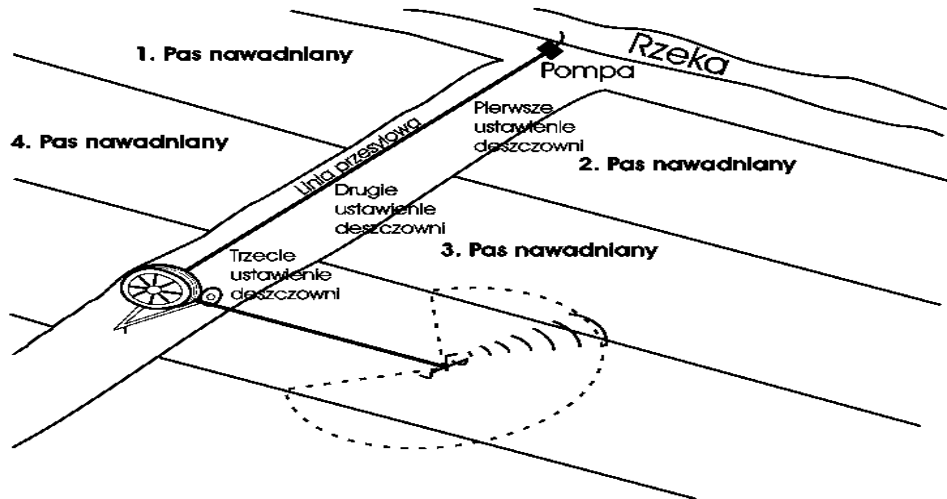 1. Pas nawadniany
Rzeka
Pompa
Pierwsze
ustawienie
deszczowni
4. Pas nawadniany
Linia przesyłowa
2. Pas nawadniany
Drugie
ustawienie
deszczowni
3. Pas nawadniany
Trzecie
ustawienie
deszczowni